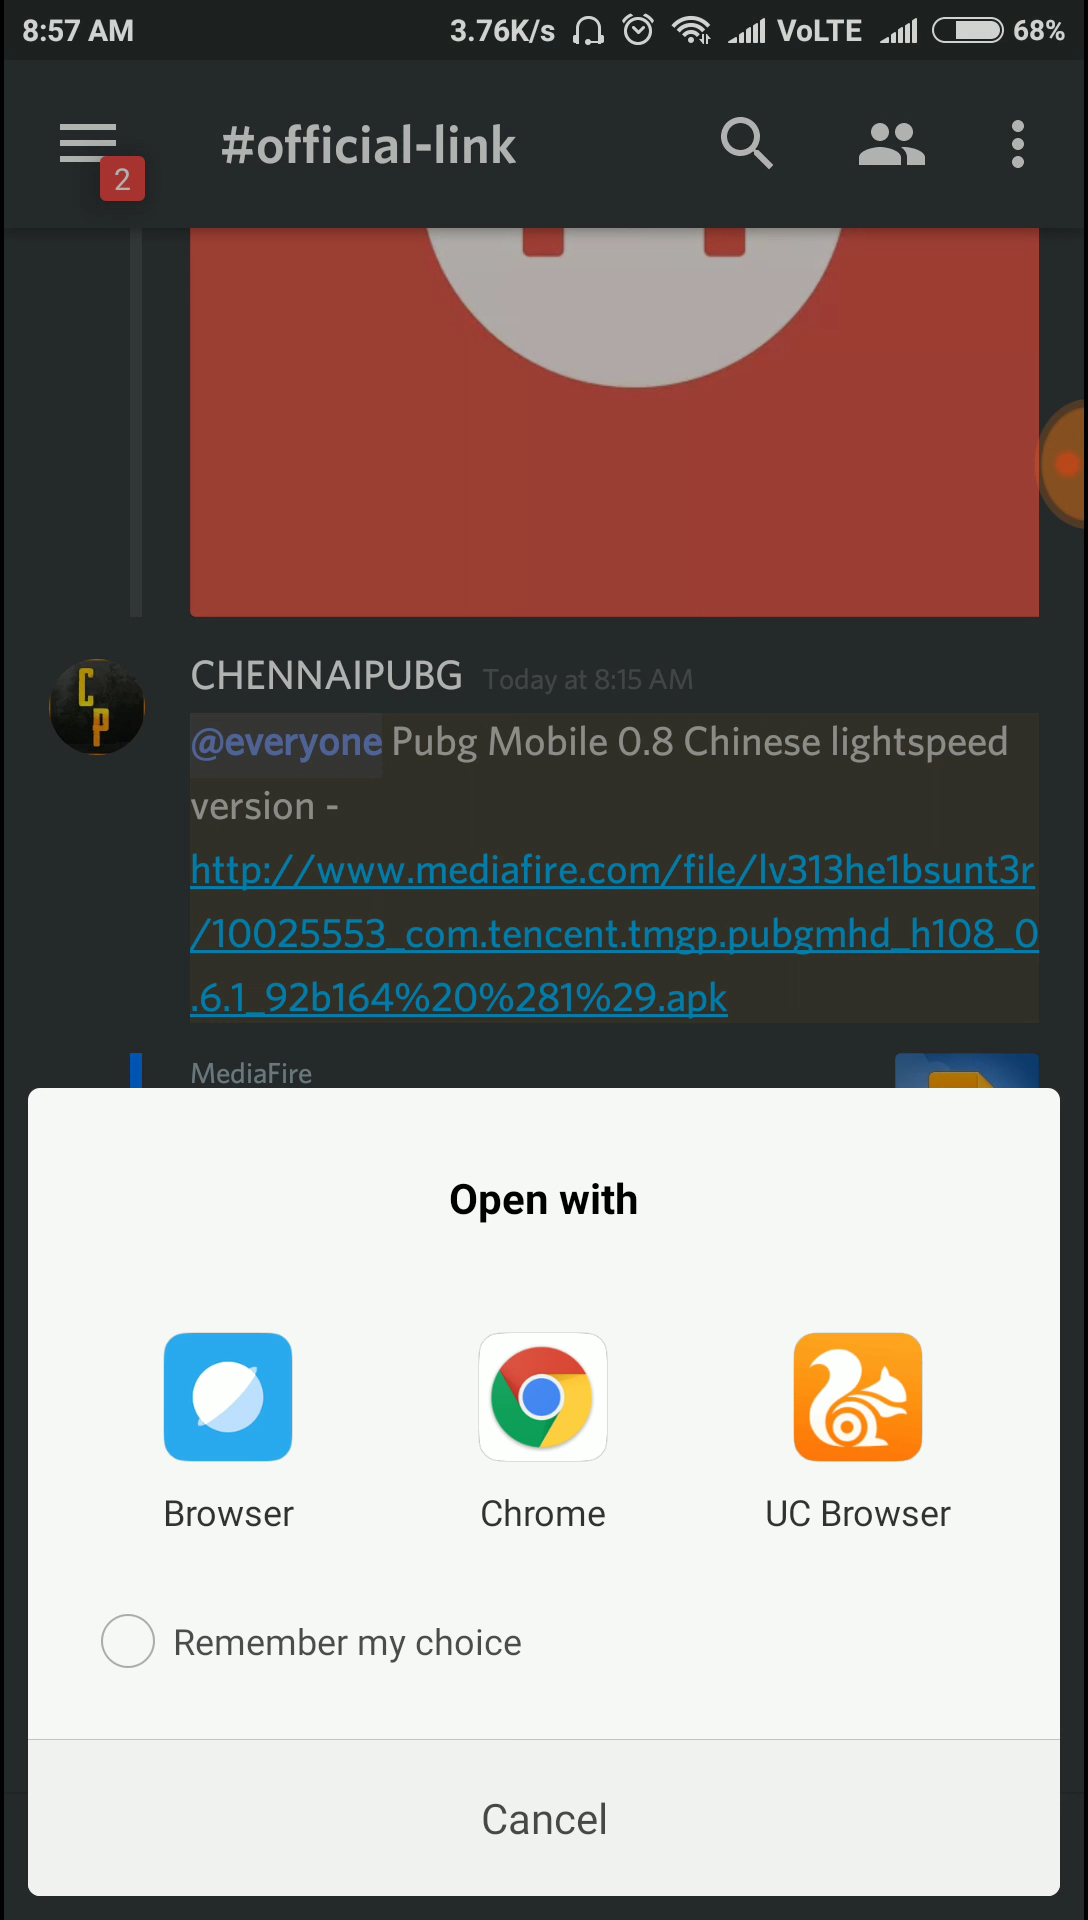 8:57 AM 3.76K/s VoLTE 68%
#official-link
2
CHENNAIPUBG Today at 8:15 AM
C
P
@everyone Pubg Mobile 0.8 Chinese lightspeed
version -
http://www.mediafire.com/file/lv313he1bsunt3r
/10025553_com.tencent.tmgp.pubgmhd_h108_0
.6.1_92b164%20%281%29.apk
MediaFire
Open with
Browser Chrome UC Browser
Remember my choice
Cancel